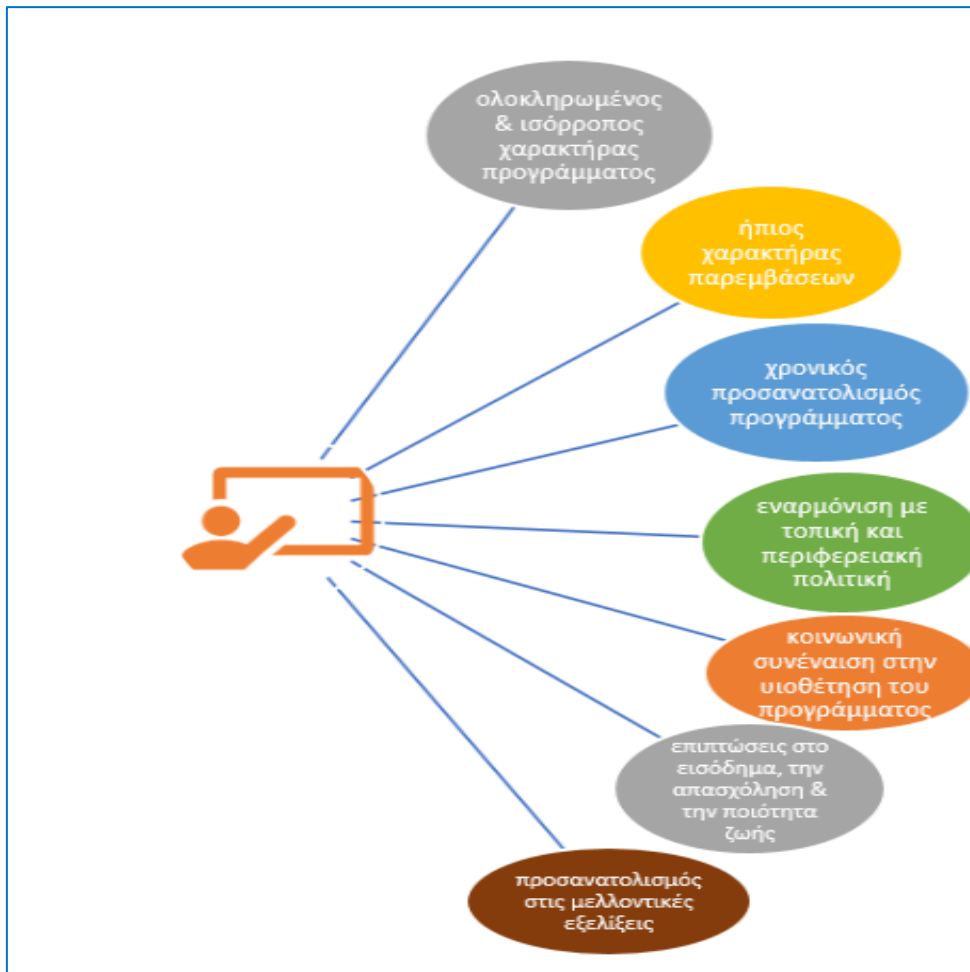 ολοκληρωμένος
& ισόρροπος
χαρακτήρας
προγράμματος
ήπιος
χαρακτήρας
παρεμβάσεων
χρονικός
προσανατολισμός
προγράμματος
εναρμόνιση με
τοπική και
περιφερειακή
πολιτική
κοινωνική
συνέναιση στην
υιοθέτηση του
προγράμματος
επιπτώσεις στο
εισόδημα, την
απασχόληση &
την ποιότητα
ζωής
προσανατολισμός
στις μελλοντικές
εξελίξεις